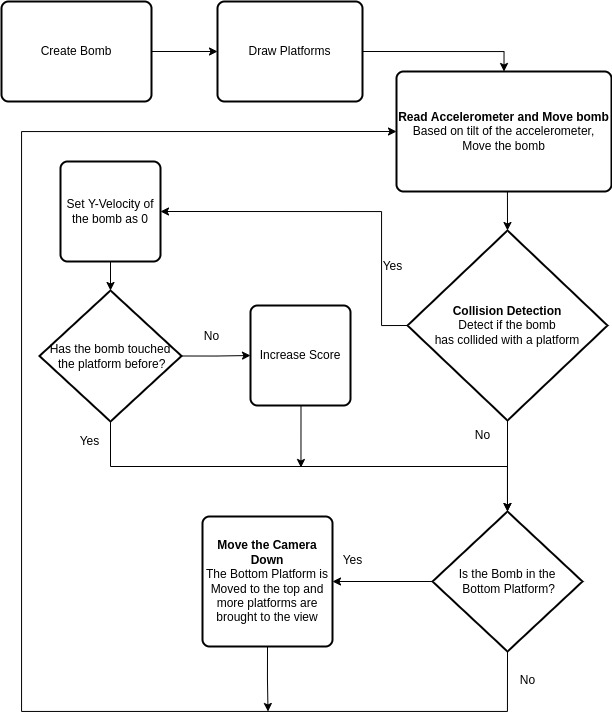 Create Bomb
Draw Platforms
Read Accelerometer and Move bomb
Based on tilt of the accelerometer,
Move the bomb
Set Y-Velocity of
the bomb as 0
Yes
Collision Detection
Detect if the bomb
has collided with a platform
Has the bomb touched
the platform before?
No
Increase Score
Yes
No
Move the Camera
Down
The Bottom Platform is
Moved to the top and
more platforms are
brought to the view
Yes
Is the Bomb in the
Bottom Platform?
No